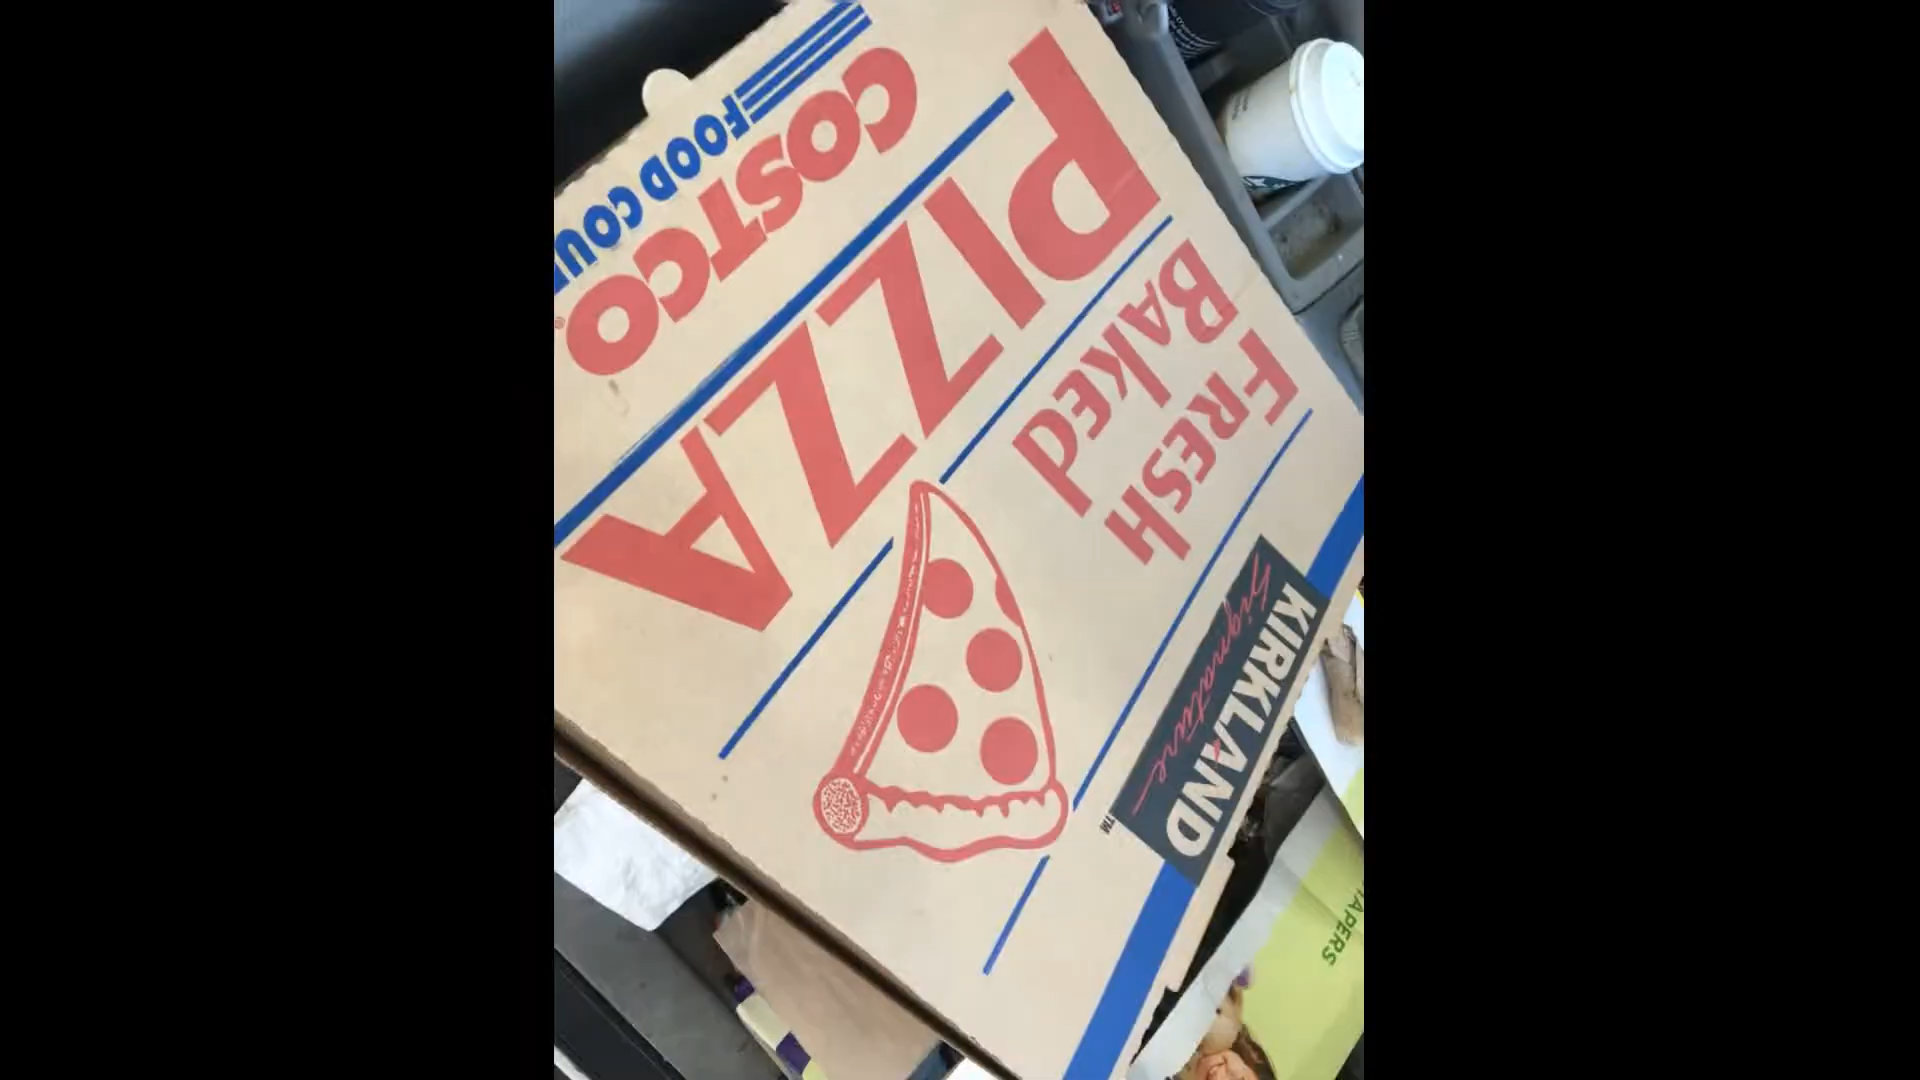 KIRKLAND
Signature
TM
FRESH
BAKED
PIZZA
COSTCO®
FOOD COU
APERS